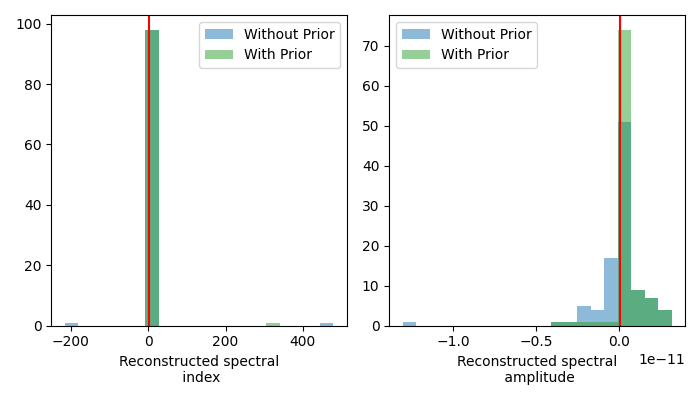 100
80
60
40
20
0
−200
0
200
400
Without Prior
With Prior
Reconstructed spectral
index
70
60
50
40
30
20
10
0
−1.0
−0.5
0.0
1e−11
Without Prior
With Prior
Reconstructed spectral
amplitude